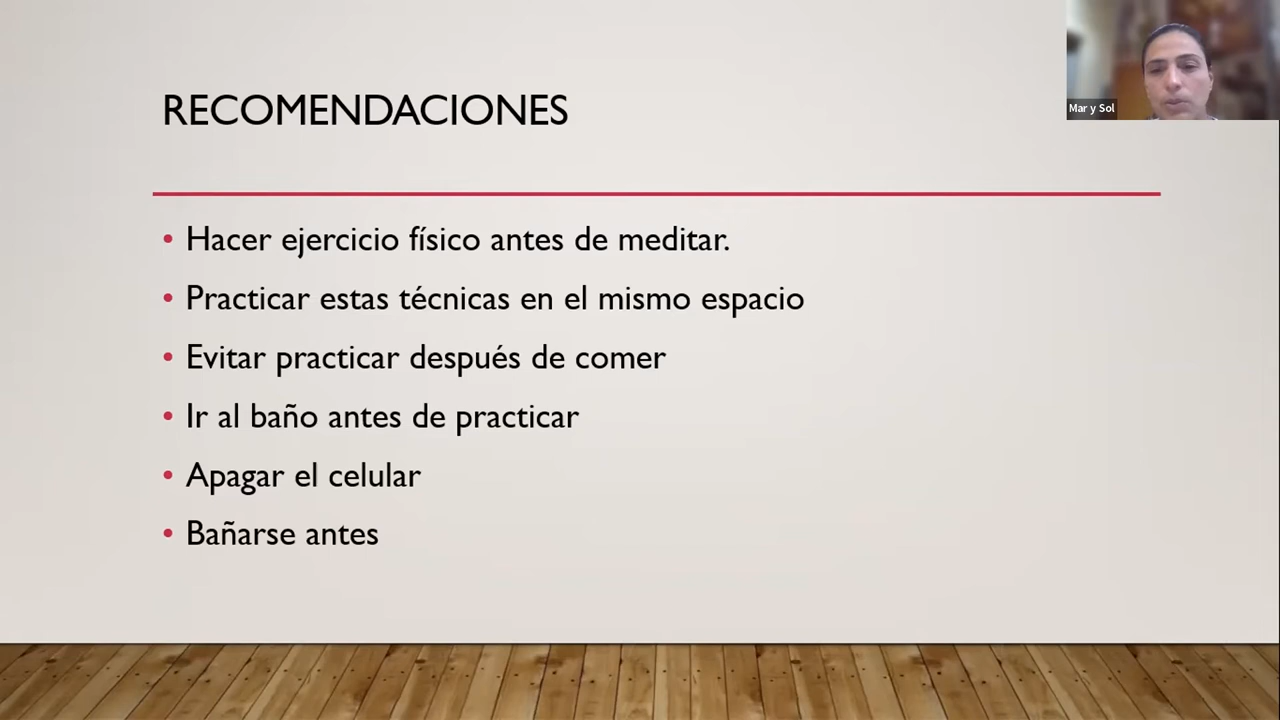 RECOMENDACIONES
Mar y Sol
• Hacer ejercicio físico antes de meditar.
• Practicar estas técnicas en el mismo espacio
• Evitar practicar después de comer
• Ir al baño antes de practicar
• Apagar el celular
• Bañarse antes